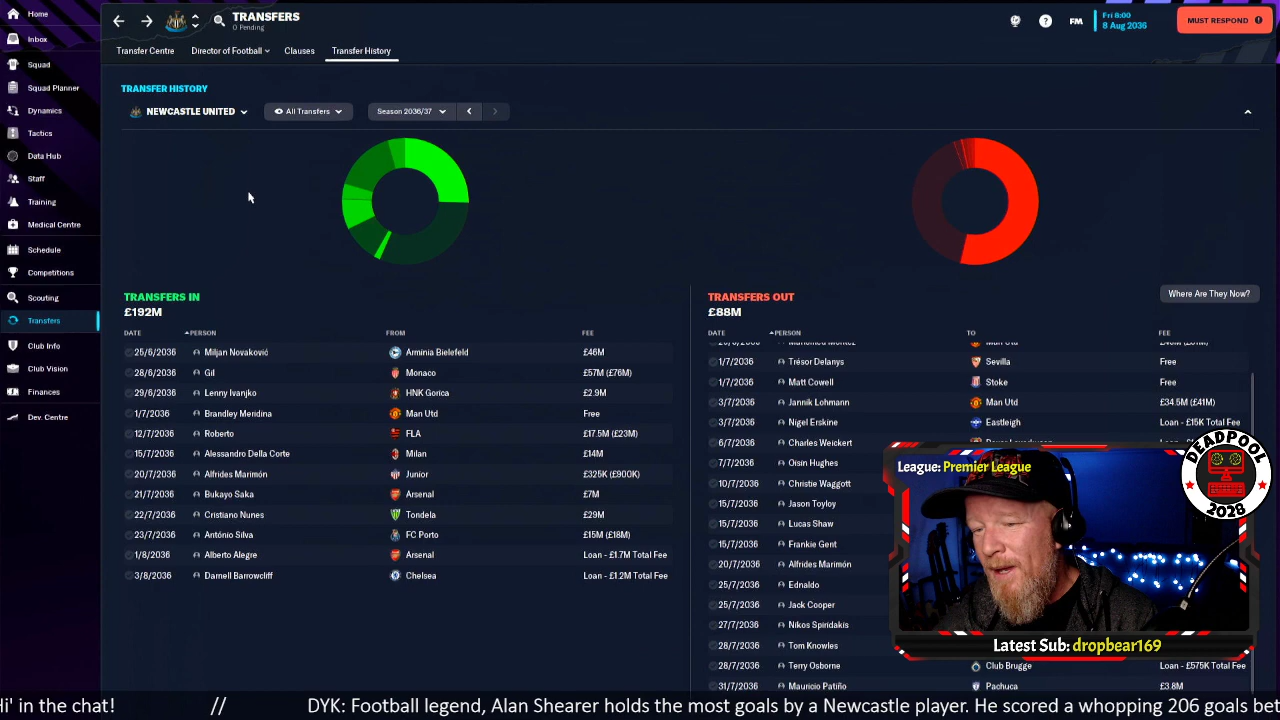 Home
Inbox
Squad
Squad Planner
Dynamics
Tactics
Data Hub
Staff
Training
Medical Centre
Schedule
Competitions
Scouting
Transfers
Club Info
Club Vision
Finances
Dev. Centre
TRANSFERS
0 Pending
FM
Fri 8:00
8 Aug 2036
MUST RESPOND
Transfer Centre
Director of Football
Clauses
Transfer History
TRANSFER HISTORY
NEWCASTLE UNITED
All Transfers
Season 2036/37
TRANSFERS IN
£192M
DATE PERSON FROM FEE
25/6/2036 Miljan Novaković Arminia Bielefeld £46M
28/6/2036 Gil Monaco £57M (£76M)
29/6/2036 Lenny Ivanjko HNK Gorica £2.9M
1/7/2036 Brandley Meridina Man Utd Free
12/7/2036 Roberto FLA £17.5M (£23M)
15/7/2036 Alessandro Della Corte Milan £14M
20/7/2036 Alfrides Marimón Junior £325K (£900K)
21/7/2036 Bukayo Saka Arsenal £7M
22/7/2036 Cristiano Nunes Tondela £29M
23/7/2036 António Silva FC Porto £15M (£18M)
1/8/2036 Alberto Alegre Arsenal Loan - £1.7M Total Fee
3/8/2036 Darnell Barrowcliff Chelsea Loan - £1.2M Total Fee
TRANSFERS OUT
£88M
Where Are They Now?
DATE PERSON TO FEE
1/7/2036 Trésor Delanys Sevilla Free
1/7/2036 Matt Cowell Stoke Free
3/7/2036 Jannik Lohmann Man Utd £34.5M (£41M)
3/7/2036 Nigel Erskine Eastleigh Loan - £15K Total Fee
6/7/2036 Charles Weickert
7/7/2036 Oisín Hughes
10/7/2036 Christie Waggott
15/7/2036 Jason Toyloy
15/7/2036 Lucas Shaw
15/7/2036 Frankie Gent
20/7/2036 Alfrides Marimón
25/7/2036 Ednaldo
25/7/2036 Jack Cooper
27/7/2036 Nikos Spiridakis
28/7/2036 Tom Knowles
28/7/2036 Terry Osborne Club Brugge Loan - £575K Total Fee
31/7/2036 Mauricio Patiño Pachuca £3.8M
League: Premier League
DEADPOOL
2028
Latest Sub: dropbear169
Hi' in the chat! // DYK: Football legend, Alan Shearer holds the most goals by a Newcastle player. He scored a whopping 206 goals bet